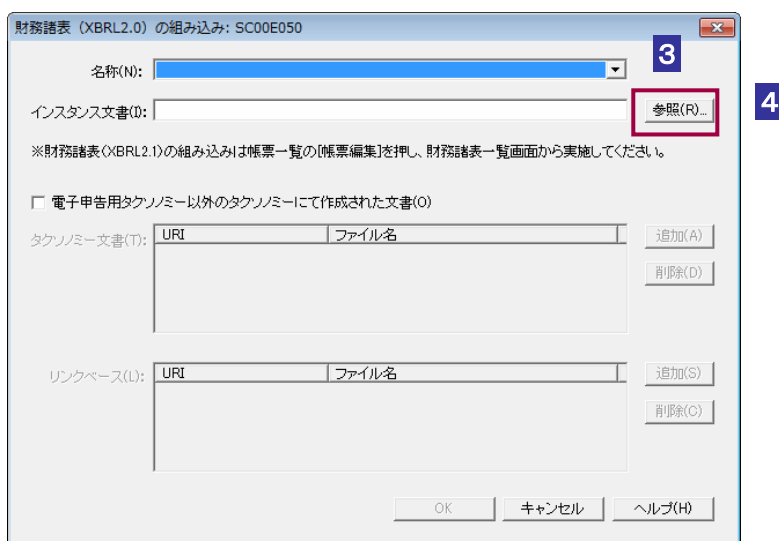 財務諸表（XBRL2.0）の組み込み: SC00E050
3
名称(N):
インスタンス文書(I):
参照(R)...
4
※財務諸表(XBRL2.1)の組み込みは帳票一覧の[帳票編集]を押し、財務諸表一覧画面から実施してください。
電子申告用タクソノミー以外のタクソノミーにて作成された文書(O)
タクソノミー文書(T): URI ファイル名 追加(A)
削除(D)
リンクベース(L): URI ファイル名 追加(S)
削除(C)
OK キャンセル ヘルプ(H)